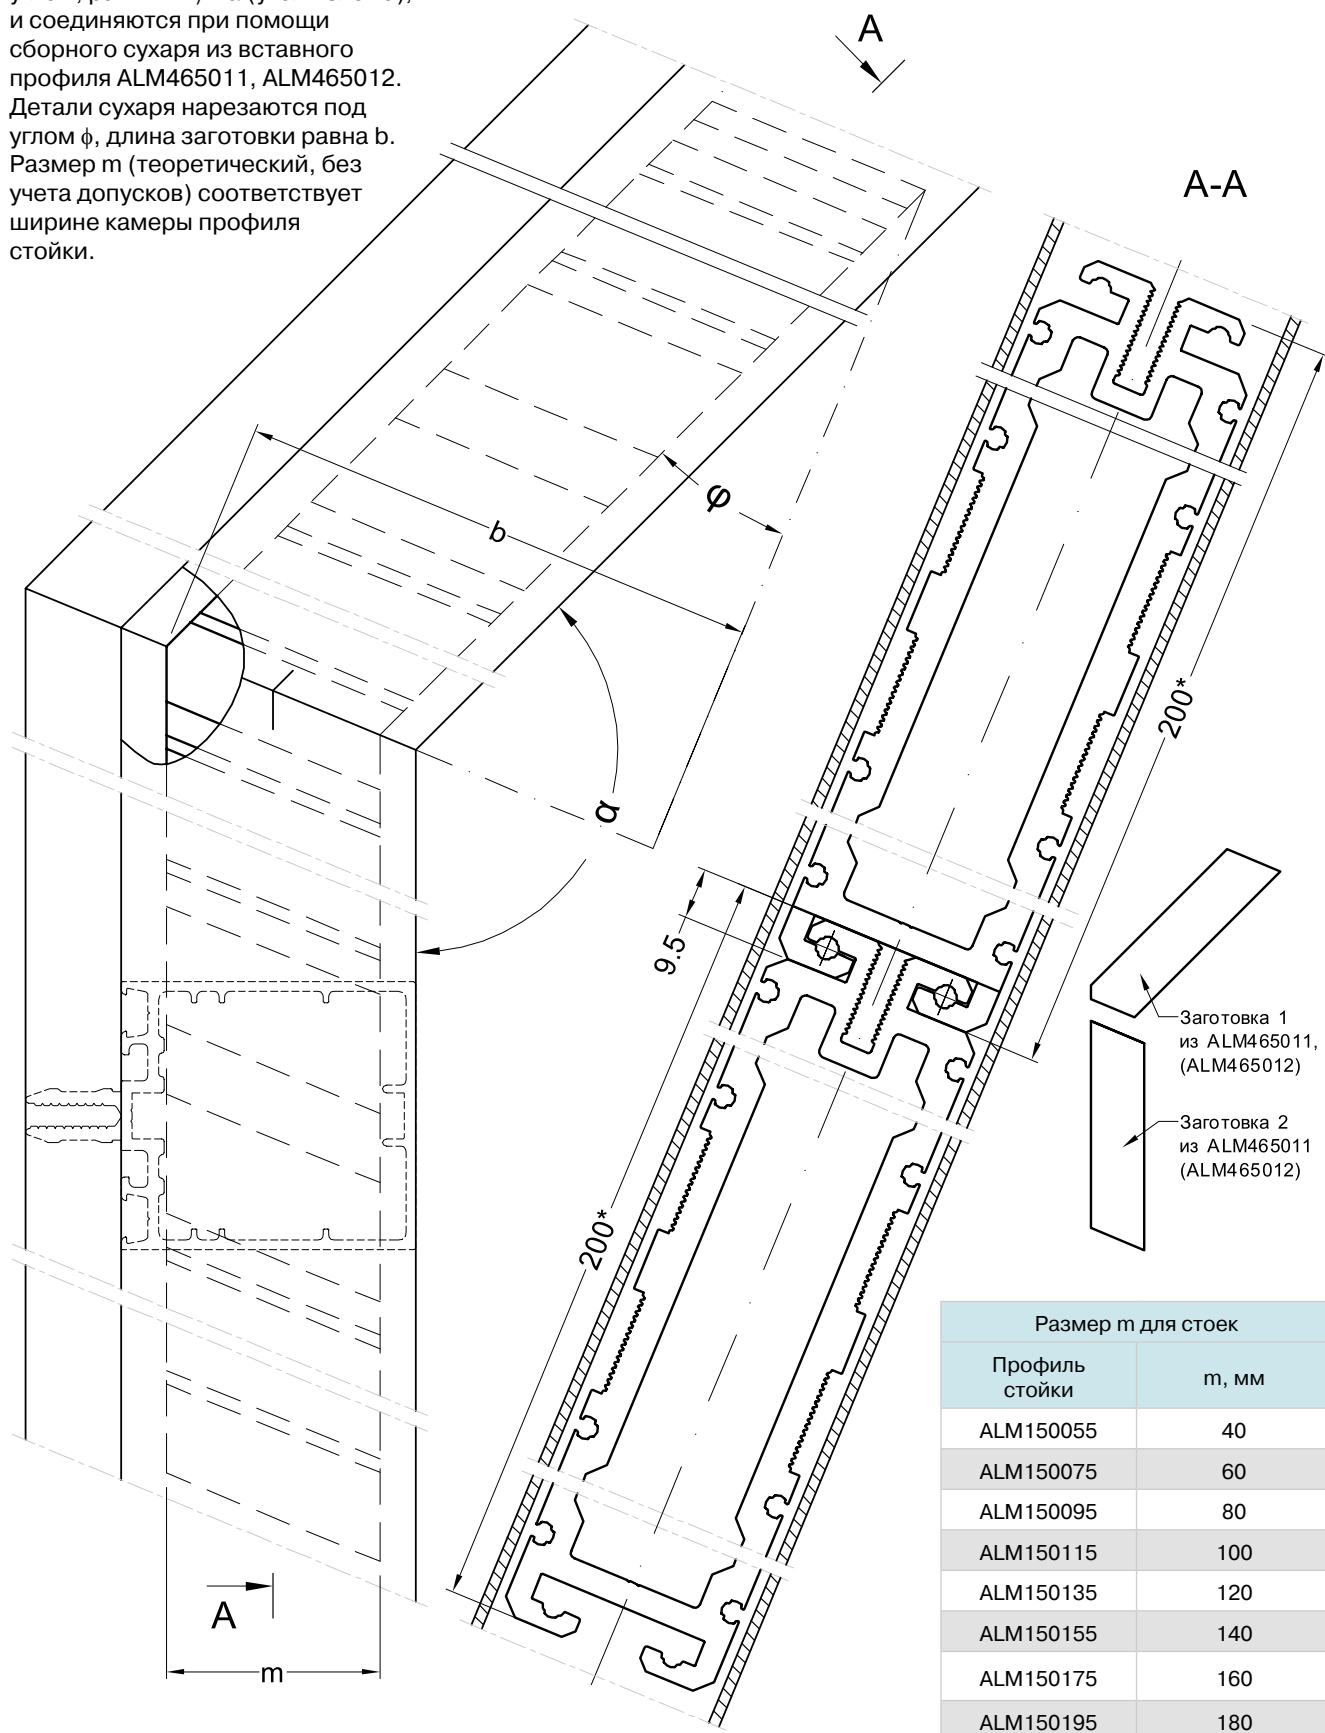 и соединяются при помощи
сборного сухаря из вставного
профиля ALM465011, ALM465012.
Детали сухаря нарезаются под
углом ϕ, длина заготовки равна b.
Размер m (теоретический, без
учета допусков) соответствует
ширине камеры профиля
стойки.
A
A-A
b
φ
α
200*
9.5
200*
Заготовка 1
из ALM465011,
(ALM465012)
Заготовка 2
из ALM465011
(ALM465012)
A
m
Размер m для стоек
Профиль стойки m, мм
ALM150055 40
ALM150075 60
ALM150095 80
ALM150115 100
ALM150135 120
ALM150155 140
ALM150175 160
ALM150195 180